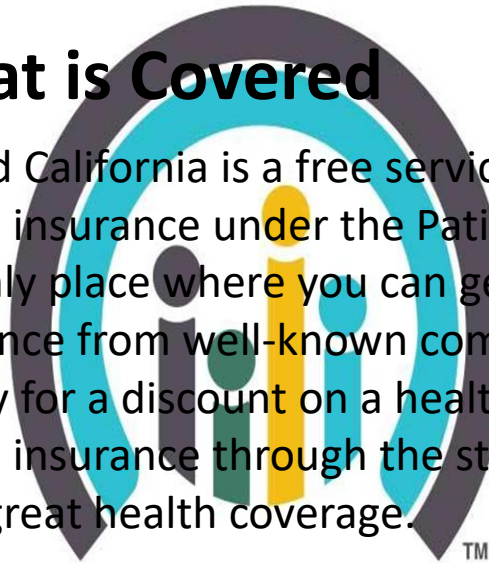 at is Covered
d California is a free servic
insurance under the Pati
ly place where you can ge
nce from well-known com
y for a discount on a healt
insurance through the st
great health coverage.
TM